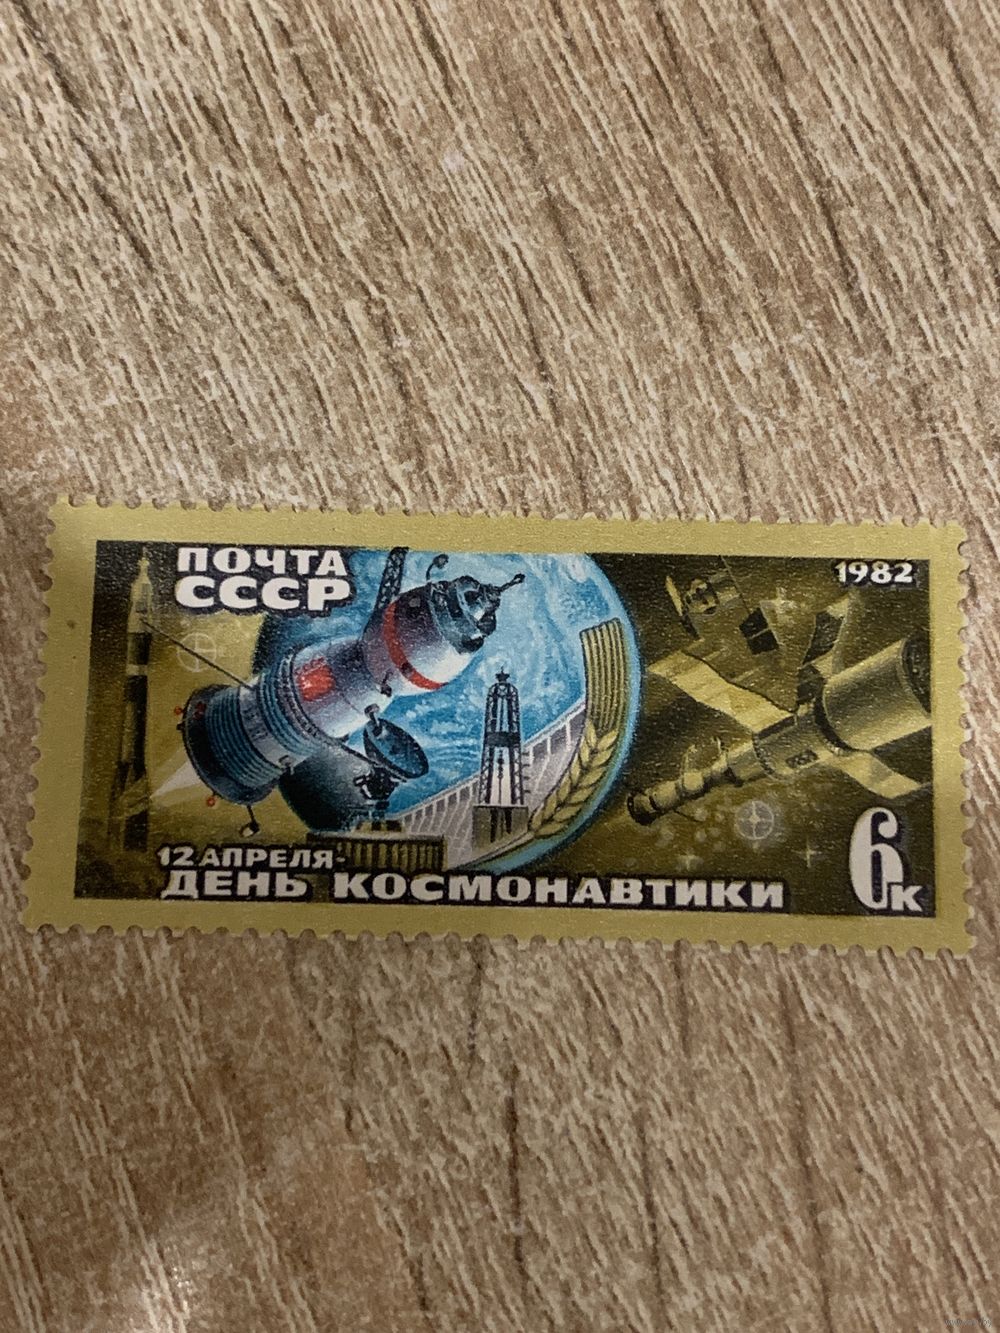 ПОЧТА
СССР
1982
12 АПРЕЛЯ-
ДЕНЬ КОСМОНАВТИКИ
6к